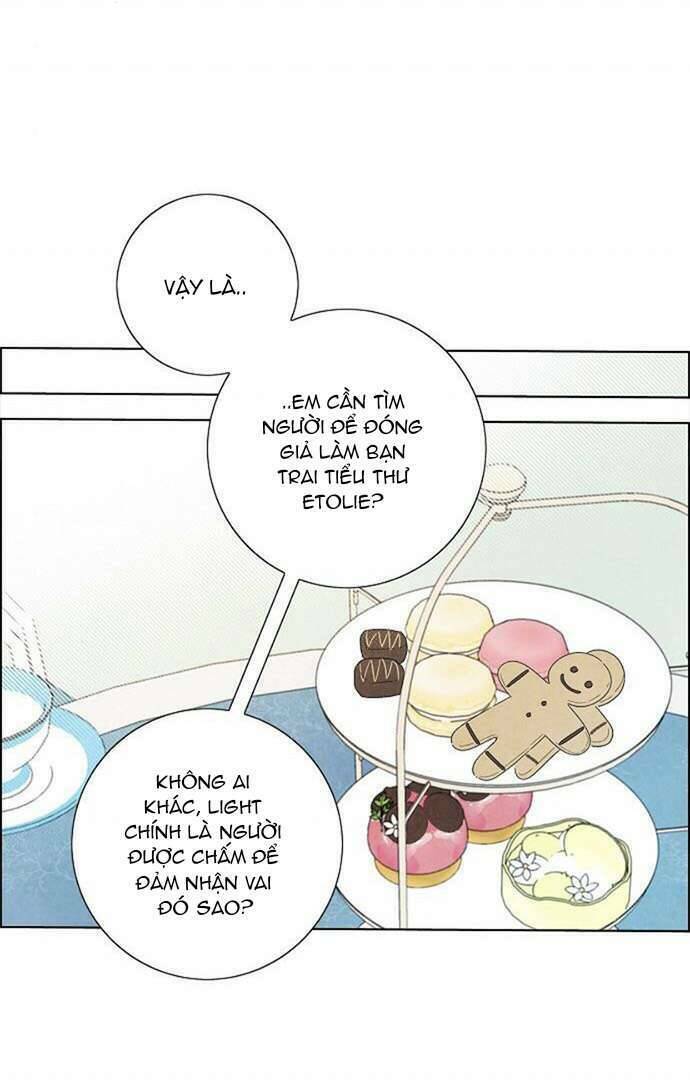 VẬY LÀ..
..EM CẦN TÌM
NGƯỜI ĐỂ ĐÓNG
GIẢ LÀM BẠN
TRAI TIỂU THƯ
ETOLIE?
KHÔNG AI
KHÁC, LIGHT
CHÍNH LÀ NGƯỜI
ĐƯỢC CHẤM ĐỂ
ĐẢM NHẬN VAI
ĐÓ SAO?